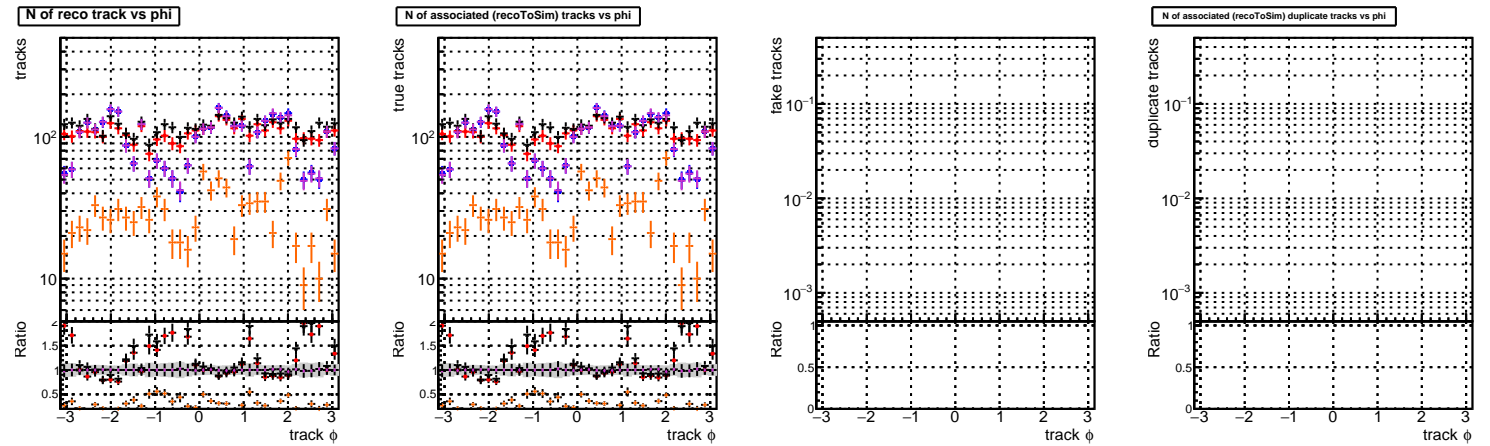 N of reco track vs phi
tracks
10²
10
Ratio
2
1.5
1
0.5
−3 −2 −1 0 1 2 3
track ϕ
N of associated (recoToSim) tracks vs phi
true tracks
10²
10
Ratio
2
1.5
1
0.5
−3 −2 −1 0 1 2 3
track ϕ
fake tracks
10⁻¹
10⁻²
10⁻³
Ratio
1
0.5
0
−3 −2 −1 0 1 2 3
track ϕ
N of associated (recoToSim) duplicate tracks vs phi
duplicate tracks
10⁻¹
10⁻²
10⁻³
Ratio
1
0.5
0
−3 −2 −1 0 1 2 3
track ϕ